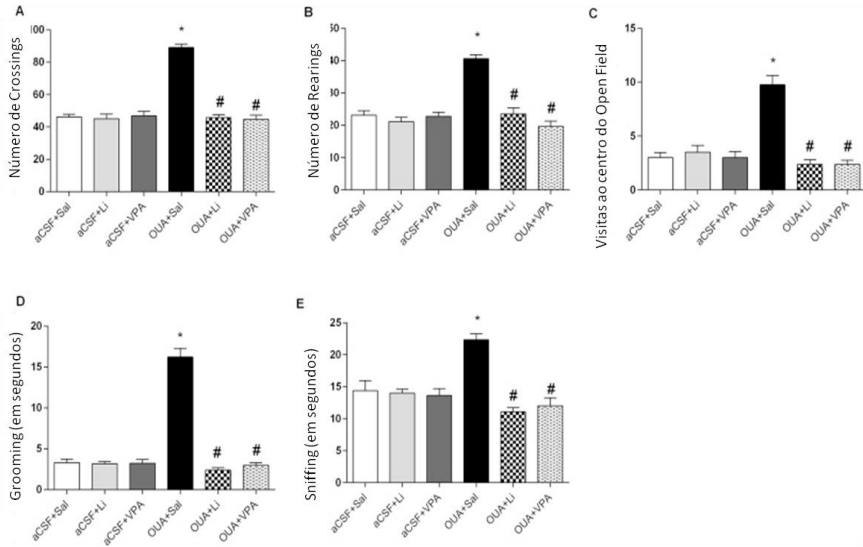 A
Número de Crossings
100
80
60
40
20
0
*
#
#
aCSF+Sal
aCSF+Li
aCSF+VPA
OUA+Sal
OUA+Li
OUA+VPA
B
Número de Rearings
50
40
30
20
10
0
*
#
#
aCSF+Sal
aCSF+Li
aCSF+VPA
OUA+Sal
OUA+Li
OUA+VPA
C
Visitas ao centro do Open Field
15
10
5
0
*
#
#
aCSF+Sal
aCSF+Li
aCSF+VPA
OUA+Sal
OUA+Li
OUA+VPA
D
Grooming (em segundos)
20
15
10
5
0
*
#
#
aCSF+Sal
aCSF+Li
aCSF+VPA
OUA+Sal
OUA+Li
OUA+VPA
E
Sniffing (em segundos)
25
20
15
10
5
0
*
#
#
aCSF+Sal
aCSF+Li
aCSF+VPA
OUA+Sal
OUA+Li
OUA+VPA